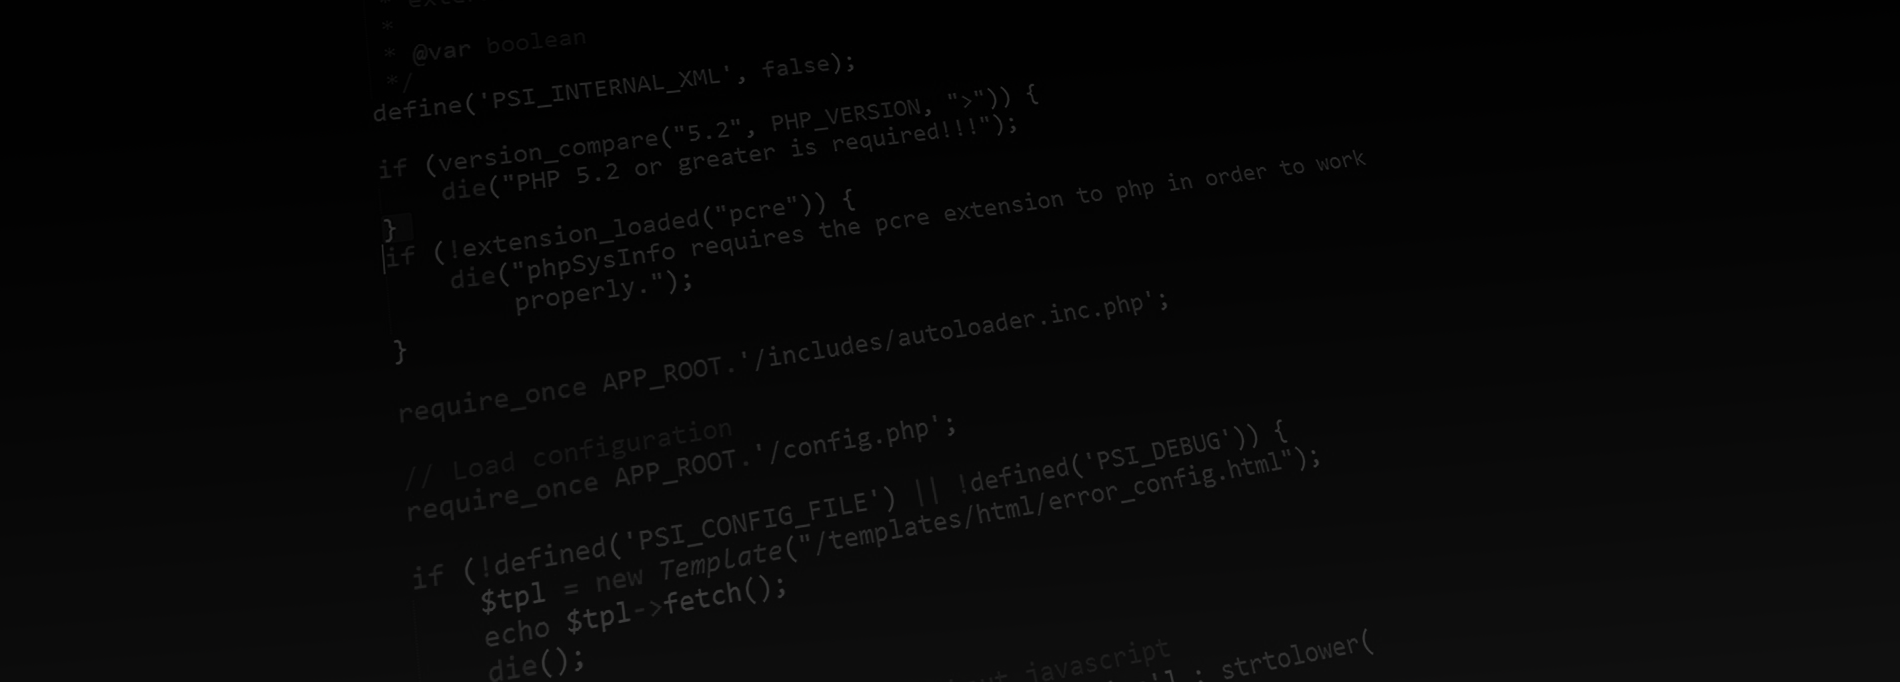 *
* @var boolean
*/
define('PSI_INTERNAL_XML', false);
if (version_compare("5.2", PHP_VERSION, ">")) {
die("PHP 5.2 or greater is required!!!");
}
if (!extension_loaded("pcre")) {
die("phpSysInfo requires the pcre extension to php in order to work
properly.");
}
require_once APP_ROOT.'/includes/autoloader.inc.php';
// Load configuration
require_once APP_ROOT.'/config.php';
if (!defined('PSI_CONFIG_FILE') || !defined('PSI_DEBUG')) {
$tpl = new Template("/templates/html/error_config.html");
echo $tpl->fetch();
die();
javascript
strtolower(